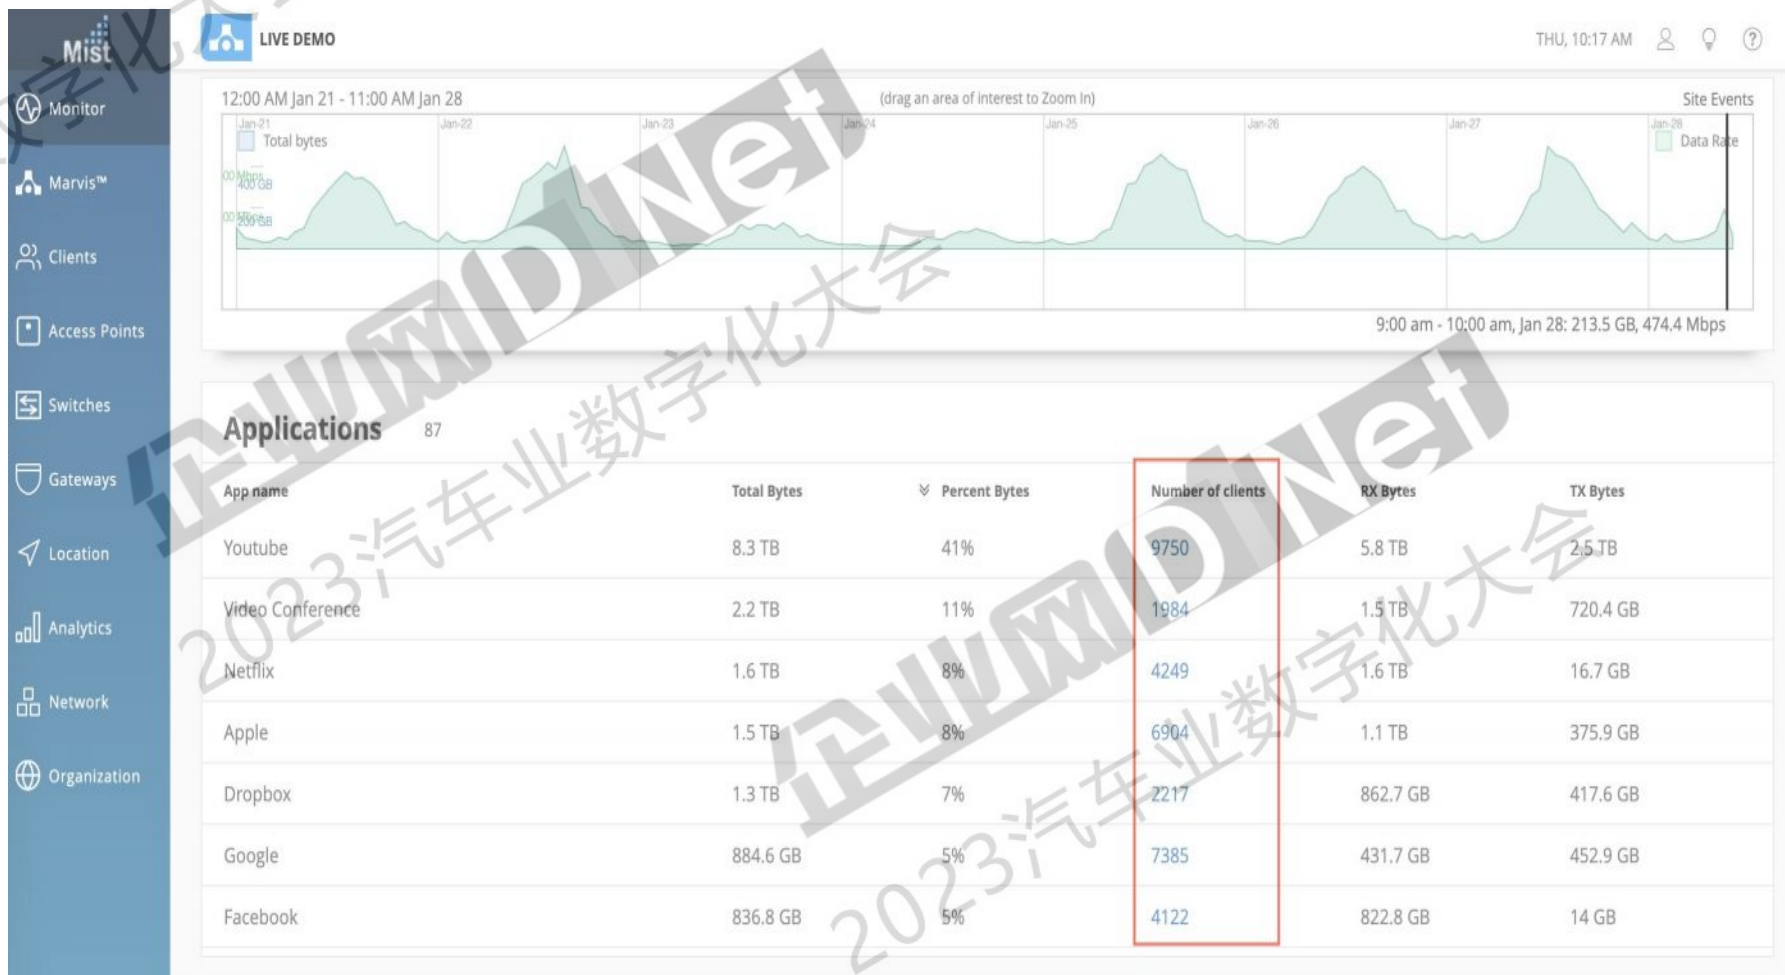 Mist
LIVE DEMO
THU, 10:17 AM
Monitor
Marvis™
Clients
Access Points
Switches
Gateways
Location
Analytics
Network
Organization
12:00 AM Jan 21 - 11:00 AM Jan 28
(drag an area of interest to Zoom In)
Site Events
Jan-21 Jan-22 Jan-23 Jan-24 Jan-25 Jan-26 Jan-27 Jan-28
Total bytes
Data Rate
00 Mbps
400 GB
00 Mbps
200 GB
9:00 am - 10:00 am, Jan 28: 213.5 GB, 474.4 Mbps
Applications 87
App name Total Bytes Percent Bytes Number of clients RX Bytes TX Bytes
Youtube 8.3 TB 41% 9750 5.8 TB 2.5 TB
Video Conference 2.2 TB 11% 1984 1.5 TB 720.4 GB
Netflix 1.6 TB 8% 4249 1.6 TB 16.7 GB
Apple 1.5 TB 8% 6904 1.1 TB 375.9 GB
Dropbox 1.3 TB 7% 2217 862.7 GB 417.6 GB
Google 884.6 GB 5% 7385 431.7 GB 452.9 GB
Facebook 836.8 GB 5% 4122 822.8 GB 14 GB
企业网D1Net
2023汽车业数字化大会
企业网D1Net
2023汽车业数字化大会
数字化大